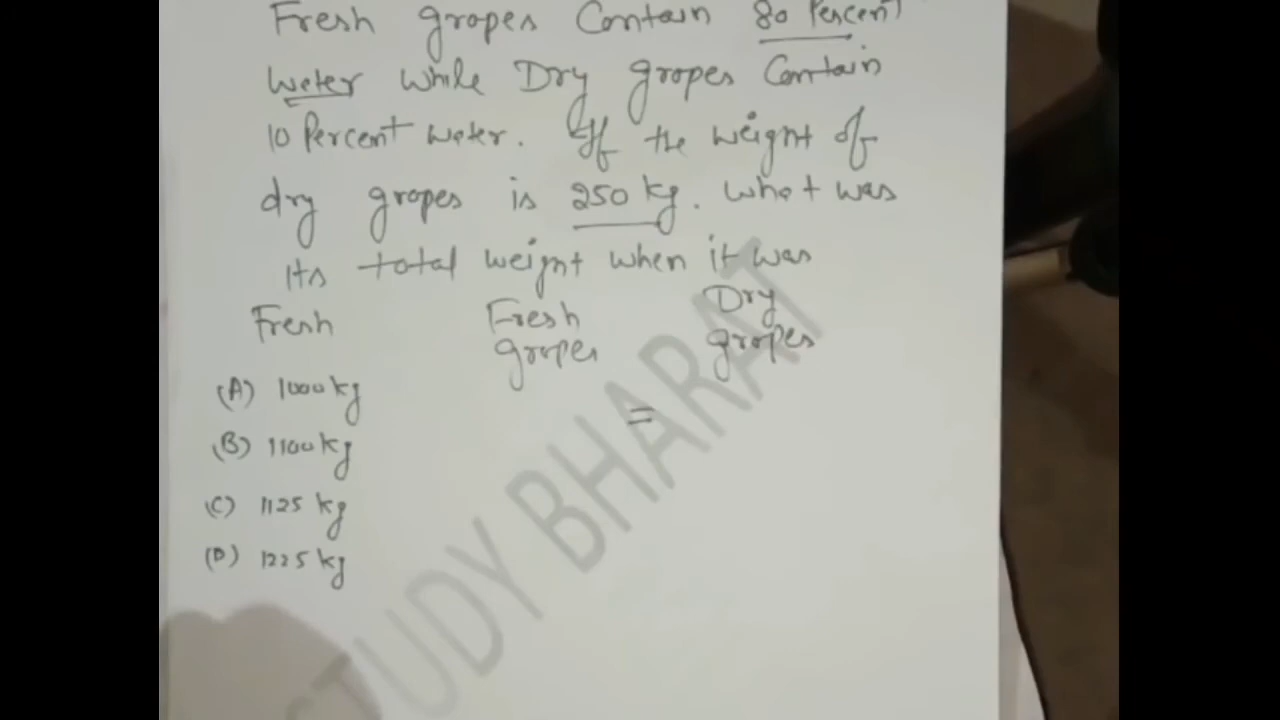 Fresh gropes Contain 80 Percent
Water While Dry gropes Contain
10 Percent water. If the weight of
dry gropes is 250 kg. What was
Its total weight when it was
Fresh
Fresh
gropes
Dry
gropes
=
(A) 1000 kg
(B) 1100 kg
(C) 1125 kg
(D) 1225 kg
STUDY BHARAT